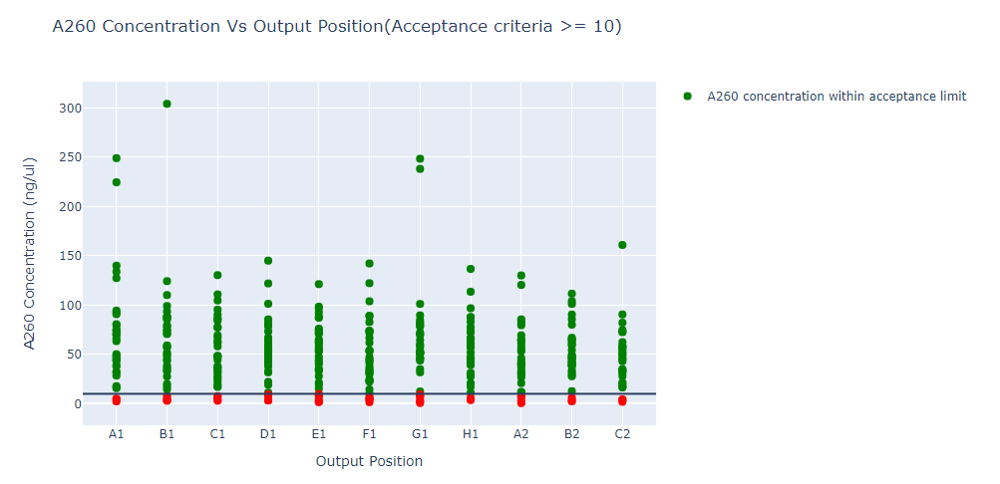 A260 Concentration Vs Output Position(Acceptance criteria >= 10)
A260 concentration within acceptance limit
A260 Concentration (ng/ul)
300
250
200
150
100
50
0
A1 B1 C1 D1 E1 F1 G1 H1 A2 B2 C2
Output Position